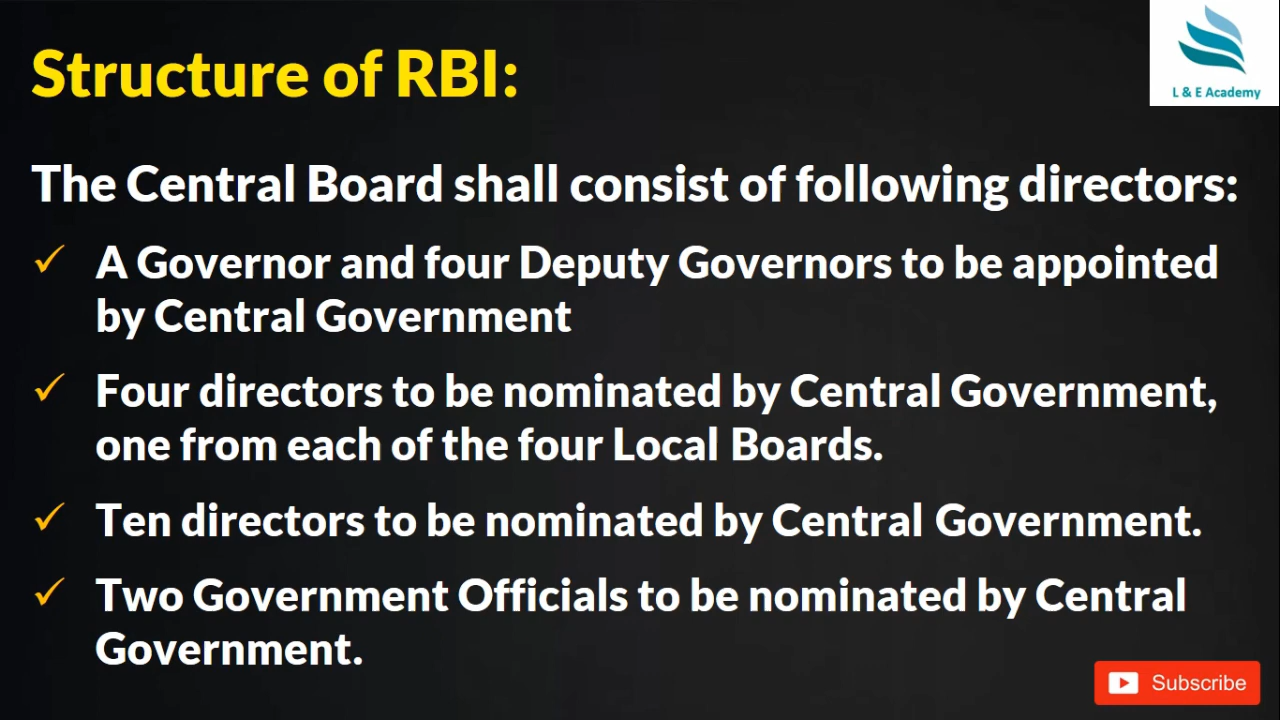 L & E Academy
Structure of RBI:
The Central Board shall consist of following directors:
✓ A Governor and four Deputy Governors to be appointed
by Central Government
✓ Four directors to be nominated by Central Government,
one from each of the four Local Boards.
✓ Ten directors to be nominated by Central Government.
✓ Two Government Officials to be nominated by Central
Government.
Subscribe